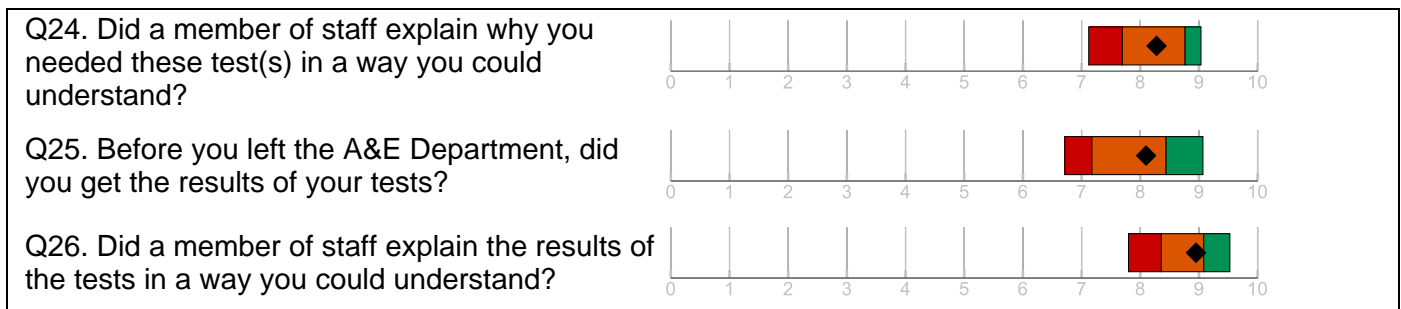 Q24. Did a member of staff explain why you
needed these test(s) in a way you could
understand?
0 1 2 3 4 5 6 7 8 9 10
Q25. Before you left the A&E Department, did
you get the results of your tests?
0 1 2 3 4 5 6 7 8 9 10
Q26. Did a member of staff explain the results of
the tests in a way you could understand?
0 1 2 3 4 5 6 7 8 9 10